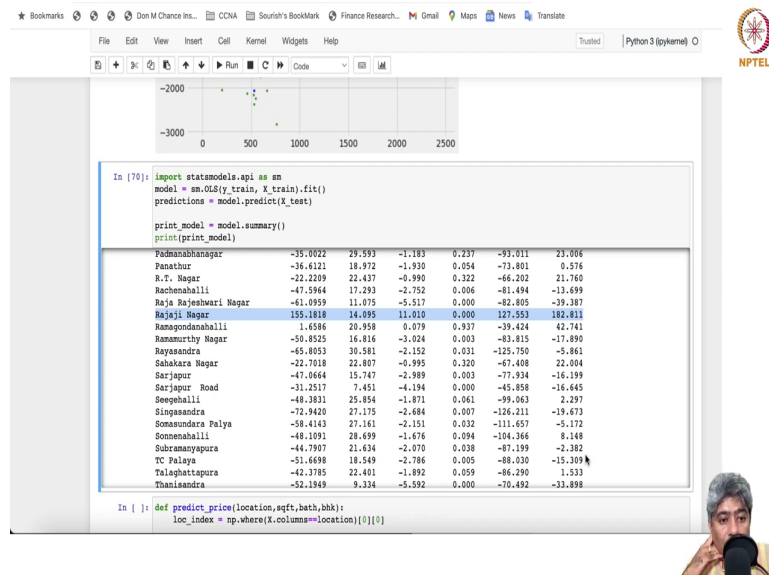 Bookmarks Don M Chance Ins... CCNA Sourish's BookMark Finance Research... Gmail Maps News Translate
File Edit View Insert Cell Kernel Widgets Help Trusted Python 3 (ipykernel)
Run Code
NPTEL
−2000
−3000
0 500 1000 1500 2000 2500
In [70]: import statsmodels.api as sm
model = sm.OLS(y_train, X_train).fit()
predictions = model.predict(X_test)
print_model = model.summary()
print(print_model)
Padmanabhanagar -35.0022 29.593 -1.183 0.237 -93.011 23.006
Panathur -36.6121 18.972 -1.930 0.054 -73.801 0.576
R.T. Nagar -22.2209 22.437 -0.990 0.322 -66.202 21.760
Rachenahalli -47.5964 17.293 -2.752 0.006 -81.494 -13.699
Raja Rajeshwari Nagar -61.0959 11.075 -5.517 0.000 -82.805 -39.387
Rajaji Nagar 155.1818 14.095 11.010 0.000 127.553 182.811
Ramagondanahalli 1.6586 20.958 0.079 0.937 -39.424 42.741
Ramamurthy Nagar -50.8525 16.816 -3.024 0.003 -83.815 -17.890
Rayasandra -65.8053 30.581 -2.152 0.031 -125.750 -5.861
Sahakara Nagar -22.7018 22.807 -0.995 0.320 -67.408 22.004
Sarjapur -47.0664 15.747 -2.989 0.003 -77.934 -16.199
Sarjapur  Road -31.2517 7.451 -4.194 0.000 -45.858 -16.645
Seegehalli -48.3831 25.854 -1.871 0.061 -99.063 2.297
Singasandra -72.9420 27.175 -2.684 0.007 -126.211 -19.673
Somasundara Palya -58.4143 27.161 -2.151 0.032 -111.657 -5.172
Sonnenahalli -48.1091 28.699 -1.676 0.094 -104.366 8.148
Subramanyapura -44.7907 21.634 -2.070 0.038 -87.199 -2.382
TC Palaya -51.6698 18.549 -2.786 0.005 -88.030 -15.309
Talaghattapura -42.3785 22.401 -1.892 0.059 -86.290 1.533
Thanisandra -52.1949 9.334 -5.592 0.000 -70.492 -33.898
In [ ]: def predict_price(location,sqft,bath,bhk):
loc_index = np.where(X.columns==location)[0][0]